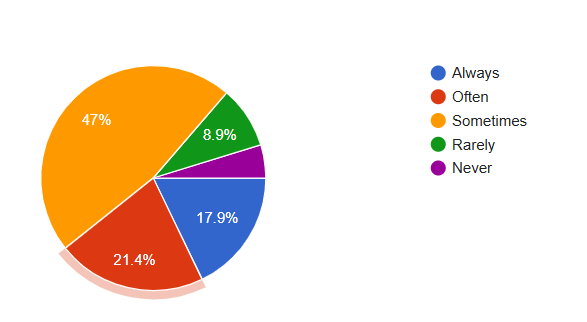 Always
Often
Sometimes
Rarely
Never
47%
8.9%
17.9%
21.4%